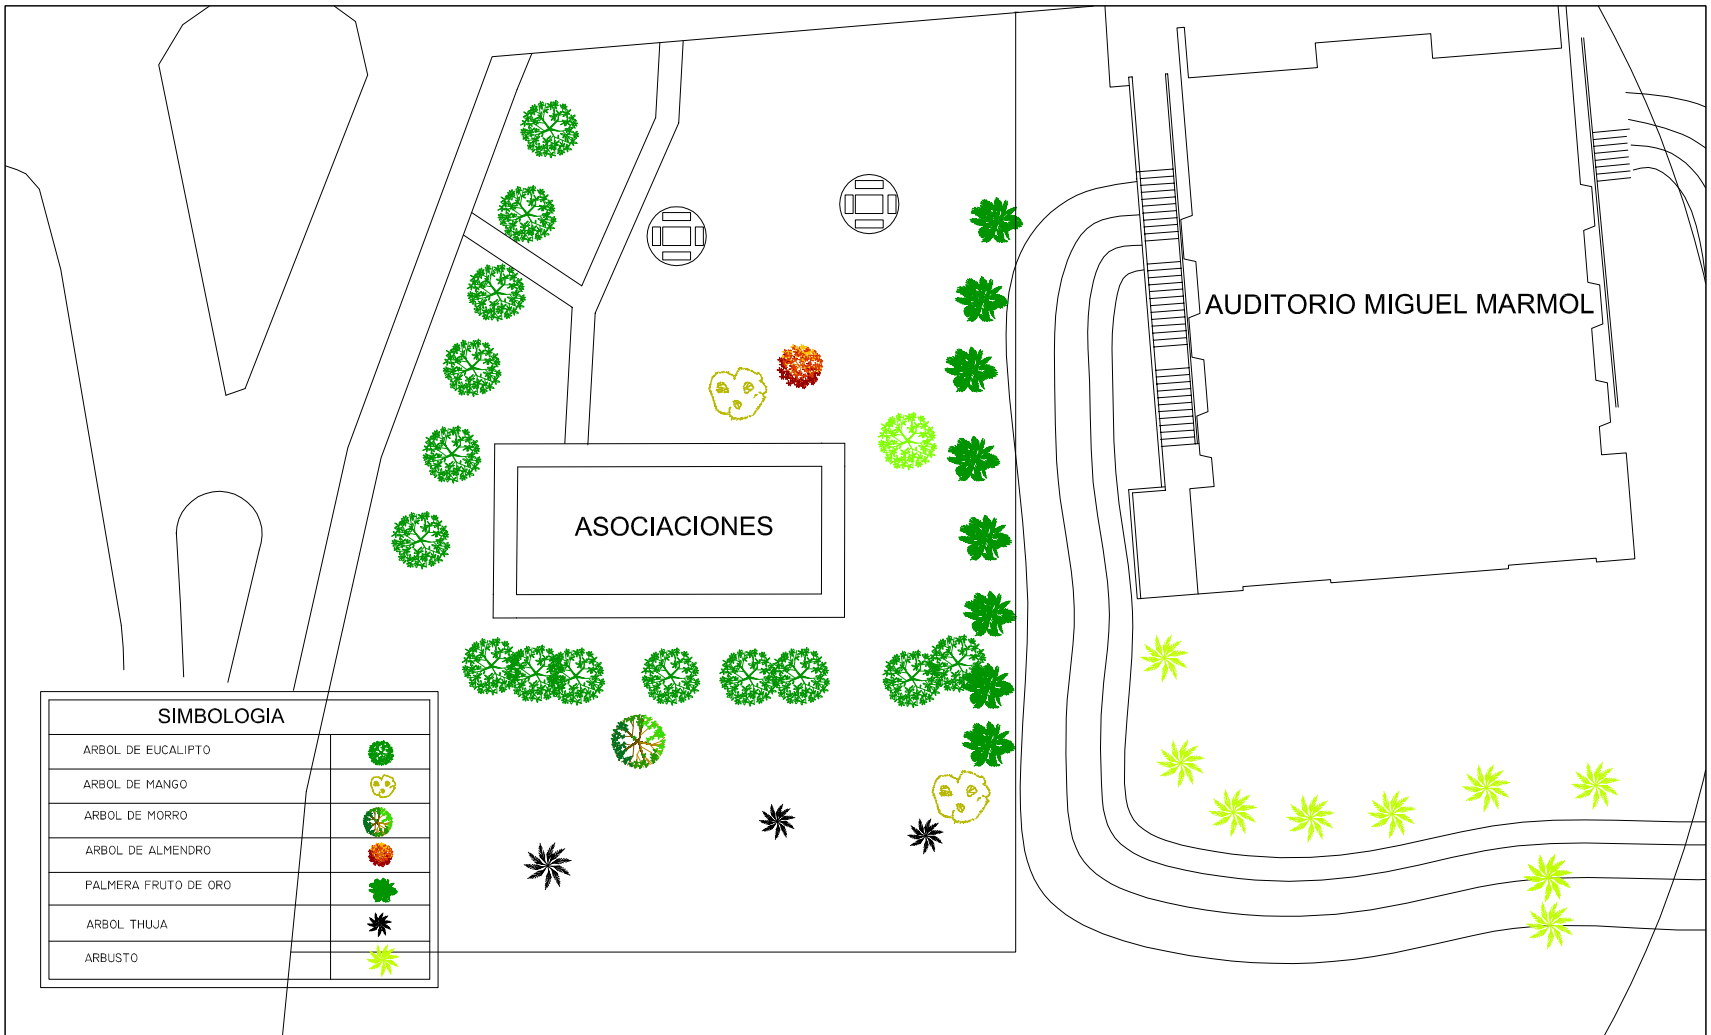 AUDITORIO MIGUEL MARMOL
ASOCIACIONES
SIMBOLOGIA
ARBOL DE EUCALIPTO
ARBOL DE MANGO
ARBOL DE MORRO
ARBOL DE ALMENDRO
PALMERA FRUTO DE ORO
ARBOL THUJA
ARBUSTO